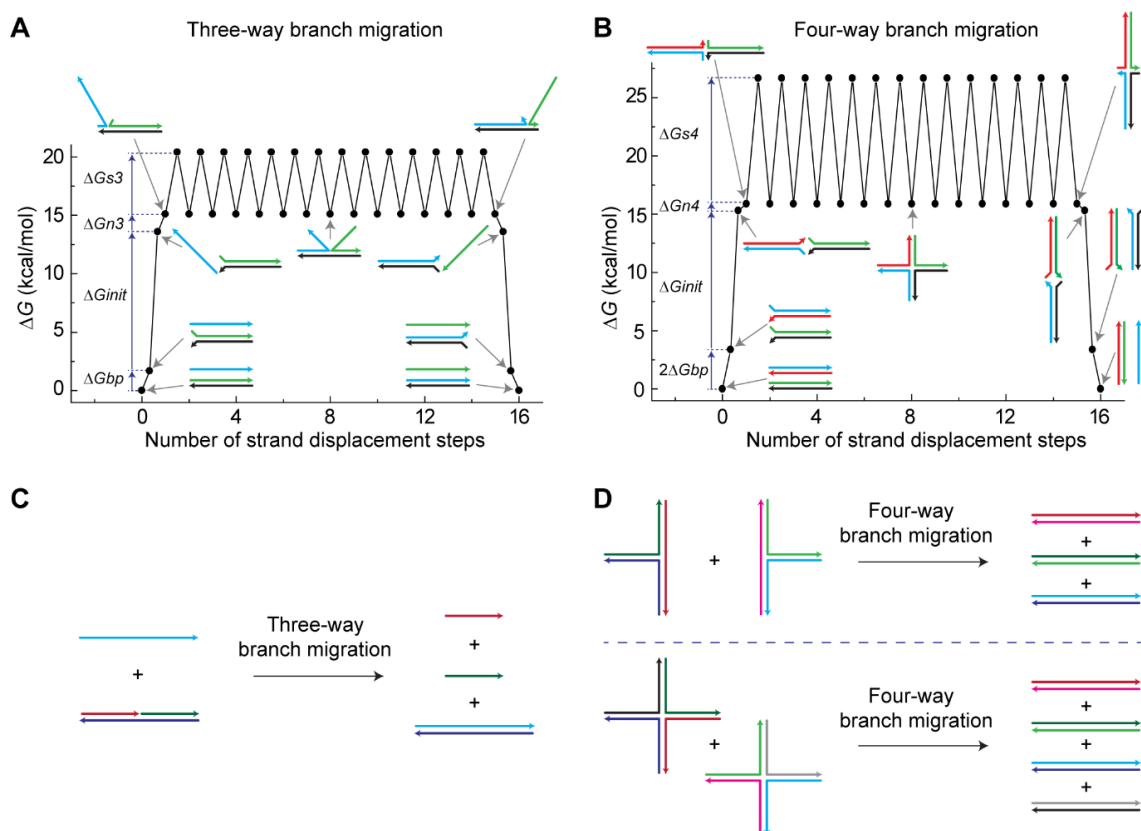 A
Three-way branch migration
20
15
10
5
0
ΔG (kcal/mol)
ΔGs3
ΔGn3
ΔGinit
ΔGbp
0
4
8
12
16
Number of strand displacement steps
B
Four-way branch migration
25
20
15
10
5
0
ΔG (kcal/mol)
ΔGs4
ΔGn4
ΔGinit
2ΔGbp
0
4
8
12
16
Number of strand displacement steps
C
+
Three-way
branch migration
+
+
D
+
Four-way
branch migration
+
+
+
Four-way
branch migration
+
+
+